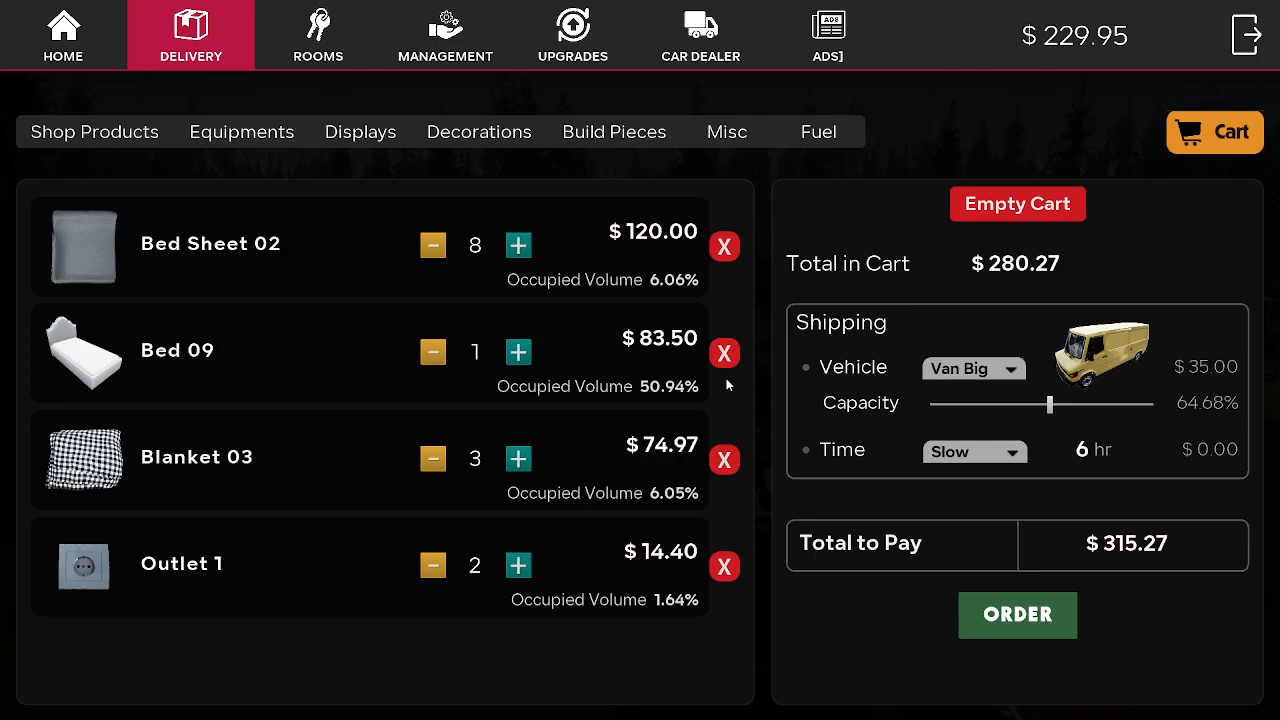 HOME
DELIVERY
ROOMS
MANAGEMENT
UPGRADES
CAR DEALER
ADS
ADS]
$ 229.95
Shop Products
Equipments
Displays
Decorations
Build Pieces
Misc
Fuel
Cart
Bed Sheet 02
8
$ 120.00
X
Occupied Volume 6.06%
Bed 09
1
$ 83.50
X
Occupied Volume 50.94%
Blanket 03
3
$ 74.97
X
Occupied Volume 6.05%
Outlet 1
2
$ 14.40
X
Occupied Volume 1.64%
Empty Cart
Total in Cart $ 280.27
Shipping
Vehicle Van Big $ 35.00
Capacity 64.68%
Time Slow 6 hr $ 0.00
Total to Pay $ 315.27
ORDER